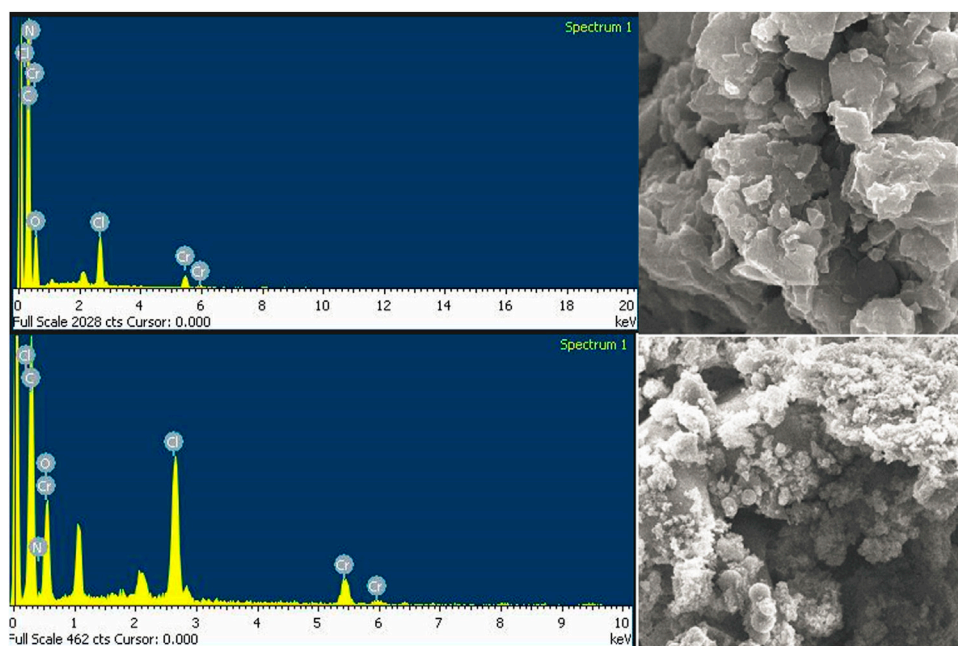 Spectrum 1
N
Cl
Cr
C
O
Cl
Cr
Cr
0 2 4 6 8 10 12 14 16 18 20
Full Scale 2028 cts Cursor: 0.000 keV
Spectrum 1
Cl
C
O
Cr
N
Cl
Cr
Cr
0 1 2 3 4 5 6 7 8 9 10
Full Scale 462 cts Cursor: 0.000 keV